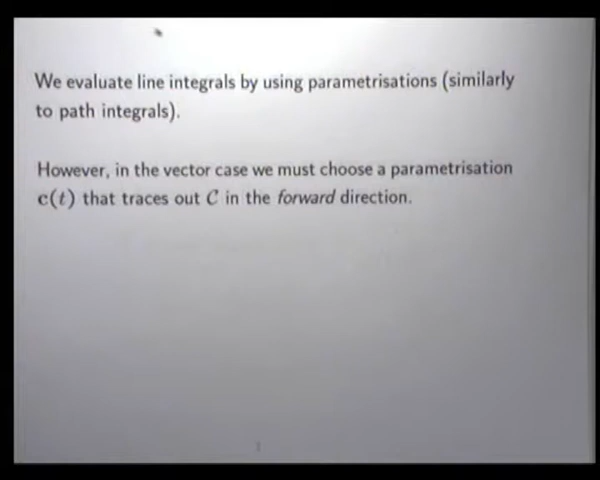 We evaluate line integrals by using parametrisations (similarly
to path integrals).
However, in the vector case we must choose a parametrisation
c(t) that traces out C in the forward direction.